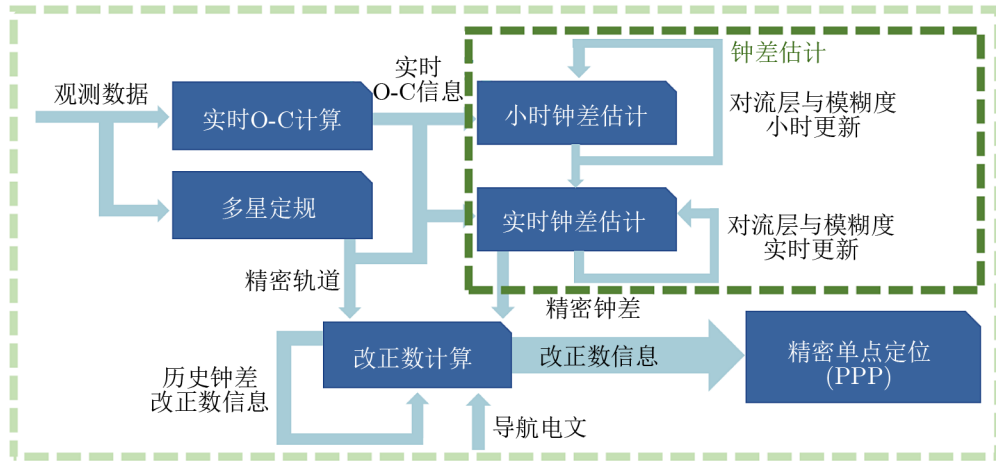 观测数据
实时O-C计算
多星定规
实时
O-C信息
钟差估计
小时钟差估计
对流层与模糊度
小时更新
实时钟差估计
对流层与模糊度
实时更新
精密轨道
精密钟差
改正数计算
改正数信息
精密单点定位
(PPP)
历史钟差
改正数信息
导航电文